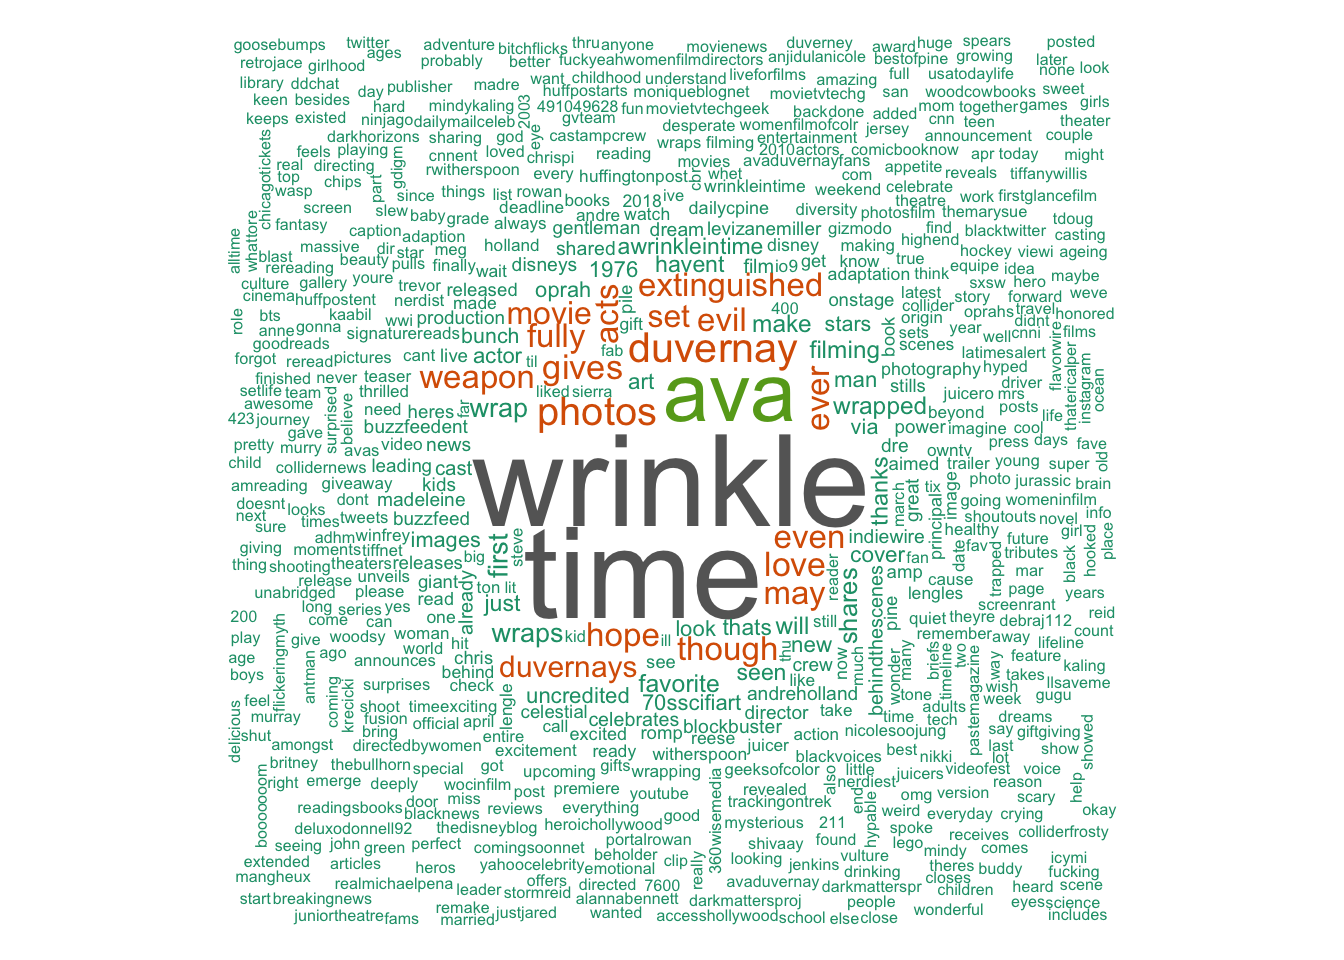 goosebumps twitter adventure bitchflicks thru anyone movienews duverney award huge spears posted
retrojace girlhood ages probably better fuckyeahwomenfilmdirectors anjidulanicole bestofpine growing later
library ddchat day publisher madre want childhood understand liveforfilms amazing full usatodaylife none look
keen besides hard mindykaling 2003 huffpostarts moniqueblognet movietvtechg san woodcowbooks sweet
keeps existed ninjago dailymailceleb 491049628 fun movietvtechgeek backdone added mom together games girls
darkhorizons sharing god eye gvteam castampcrew desperate womenfilmofcolr jersey cnn teen theater
chicagotickets feels playing cnnent loved wraps filming entertainment announcement couple
real directing gdigm chrispi reading movies 2010actors comicbooknow apr today might
top chips part rwitherspoon every huffingtonpost cbr whet avaduvernayfans appetite reveals tiffanywillis
wasp since things list rowan books 2018 ive wrinkleintime com weekend celebrate work firstglancefilm
screen slew baby grade deadline andre watch dailycpine diversity theatre photosfilm themarysue tdoug
alltime whattore fantasy caption always gentleman dream levizanemiller gizmodo find blacktwitter casting
massive dir star meg adaption holland shared awrinkleintime disney making highend hockey viewi ageing
blast beauty pulls finally wait disneys 1976 havent film io9 get know true equipe idea
rereading youre trevor released oprah pile extinguished adaptation think sxsw hero maybe
culture gallery nerdist made movie acts 400 onstage latest story forward weve
cinema huffpostent kaabil wwi production fully gift set evil make stars book collider oprahs travel honored
role bts gonna signaturereads bunch origin year didnt cnni films
anne goodreads cant live actor til fab duvernay filming sets scenes well latimesalert flavorwire
forgot reread pictures weapon gives art ava ever man photography hyped thatericalper instagram ocean
finished never teaser liked sierra stills juicero mrs driver
setlife team thrilled far wrap photos wrapped beyond posts life
awesome surprised believe need heres via power imagine cool
423 journey buzzfeedent dre owntv press days fave
pretty gave murry avas video news wrinkle aimed trailer young super olde
child collidernews leading cast thanks photo jurassic brain
amreading giveaway kids march great tix image going womeninfilm
doesnt looks dont madeleine principal shoutouts novel info
next sure times tweets buzzfeed even indiewire healthy girl place
adhm winfrey images first steve time cover fan date fav future hooked
giving moments tiffnet love reader amp trapped tributes black
thing shooting theaters releases big may cause mar
release unveils giant ton lit shares lengles page years
unabridged please already just screenrant
200 long series yes read hope look thats will still behindthescenes pine quiet theyre debraj112 reid
come can one wraps kid ill though thu new now remember away count
play flickeringmyth give woodsy woman hit duvernays see seen crew much wonder many briefs timeline two way feature lifeline
age ago world chris favorite like pastemagazine takes kaling
boys antman announces behind andreholland tone adults wish llsaveme
feel coming krecicki surprises check lengle uncredited 70sscifiart director take time week gugu
delicious murray shoot timeexciting celestial celebrates blockbuster action nicolesoojung tech say giftgiving dreams
shut fusion official april call excited romp reese juicer best nikki last show showed
amongst bring directedbywomen entire excitement ready witherspoon blackvoices lot
booooooom britney thebullhorn special got upcoming gifts wrapping geeksofcolor also little juicers videofest voice help
right emerge deeply wocinfilm post premiere youtube revealed nerdiest omg version reason scary
readingsbooks door miss reviews everything 360wisemedia trackingontrek end hypable weird everyday crying okay
deluxodonnell92 blacknews thedisneyblog heroichollywood good mysterious 211 spoke receives colliderfrosty
seeing john green perfect comingsoonnet portalrowan shivaay found lego mindy comes
extended articles heros yahoocelebrity beholder clip really looking jenkins vulture theres buddy icymi
mangheux realmichaelpena leader offers emotional drinking closes heard fucking
start breakingnews stormreid directed 7600 avaduvernay darkmatterspr children scene
remake justjared alannabennett darkmattersproj people eyesscience
juniortheatre fams married wanted accesshollywood school else close wonderful includes